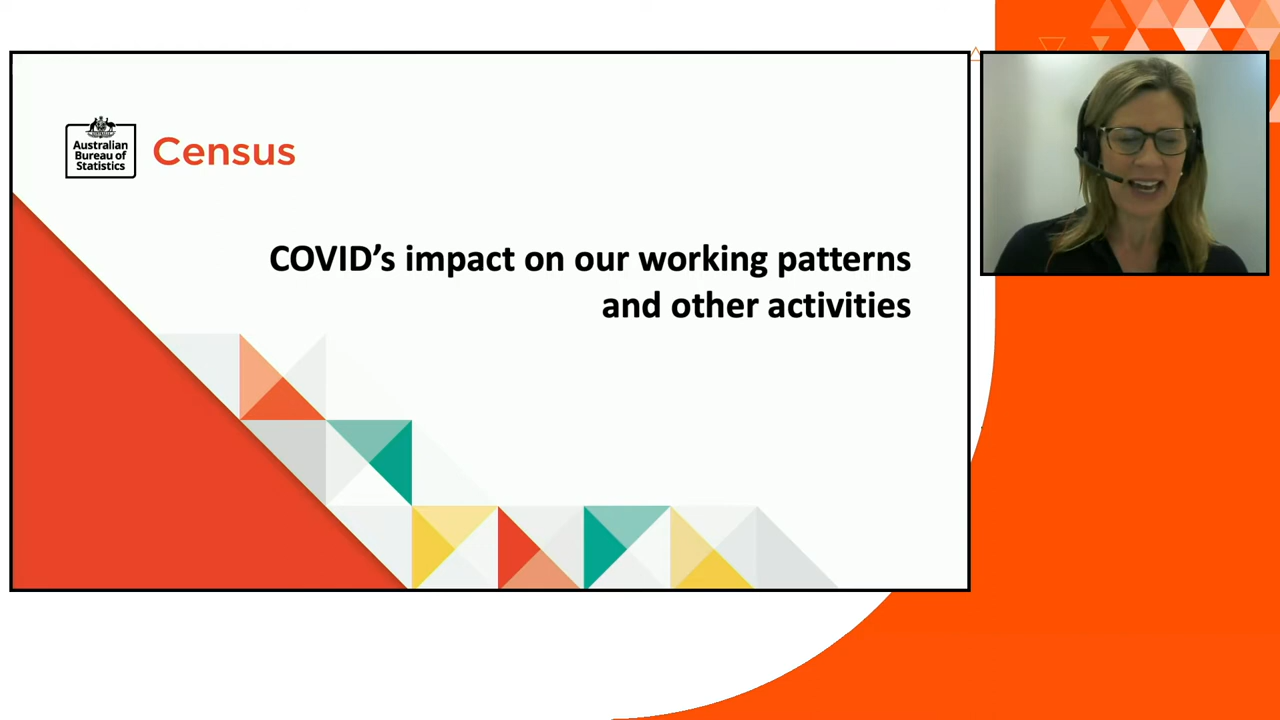 Australian
Bureau of
Statistics
Census
COVID’s impact on our working patterns
and other activities